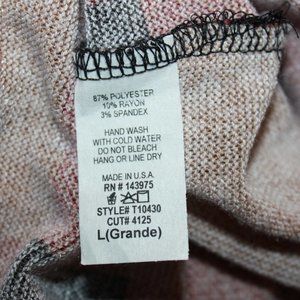 87% POLYESTER
10% RAYON
3% SPANDEX
HAND WASH
WITH COLD WATER
DO NOT BLEACH
HANG OR LINE DRY
MADE IN U.S.A.
RN # 143975
STYLE# T10430
CUT# 4125
L(Grande)